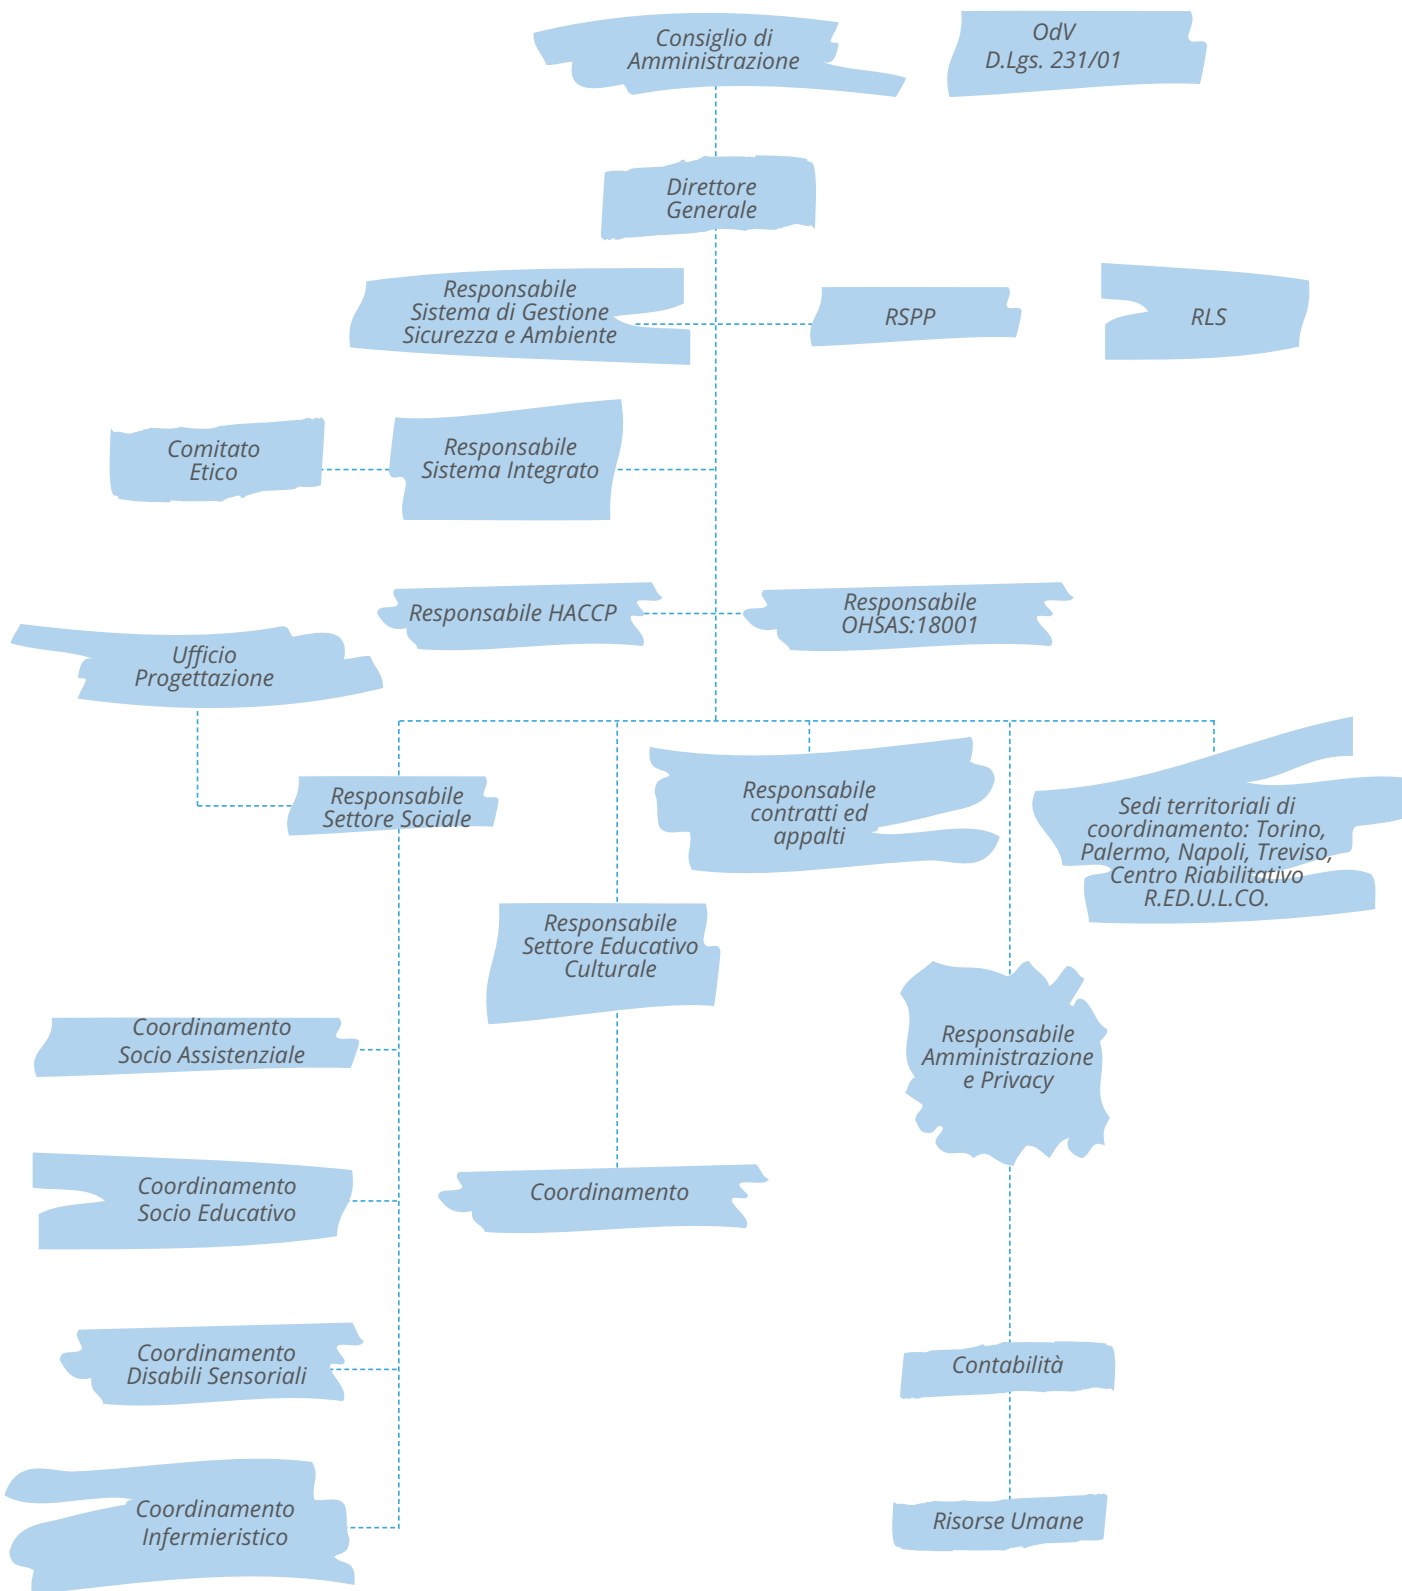 Consiglio di
Amministrazione
OdV
D.Lgs. 231/01
Direttore
Generale
Responsabile
Sistema di Gestione
Sicurezza e Ambiente
RSPP
RLS
Comitato
Etico
Responsabile
Sistema Integrato
Responsabile HACCP
Responsabile
OHSAS:18001
Ufficio
Progettazione
Responsabile
Settore Sociale
Responsabile
contratti ed
appalti
Sedi territoriali di
coordinamento: Torino,
Palermo, Napoli, Treviso,
Centro Riabilitativo
R.ED.U.L.CO.
Responsabile
Settore Educativo
Culturale
Coordinamento
Socio Assistenziale
Responsabile
Amministrazione
e Privacy
Coordinamento
Socio Educativo
Coordinamento
Coordinamento
Disabili Sensoriali
Contabilità
Coordinamento
Infermieristico
Risorse Umane